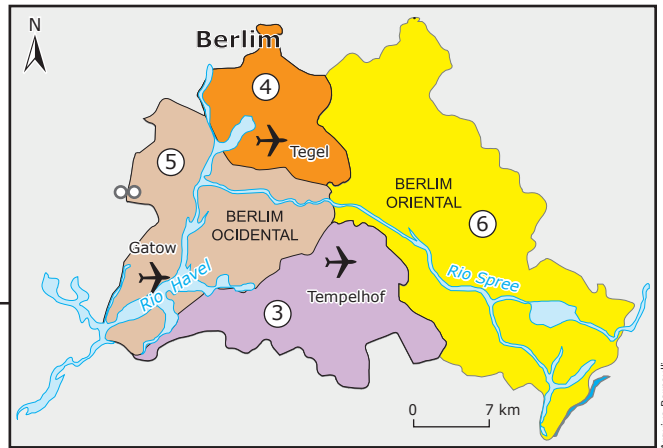 N
Berlim
4
Tegel
5
BERLIM
ORIENTAL
6
BERLIM
OCIDENTAL
Gatow
Rio Havel
Rio Spree
Tempelhof
3
0
7 km